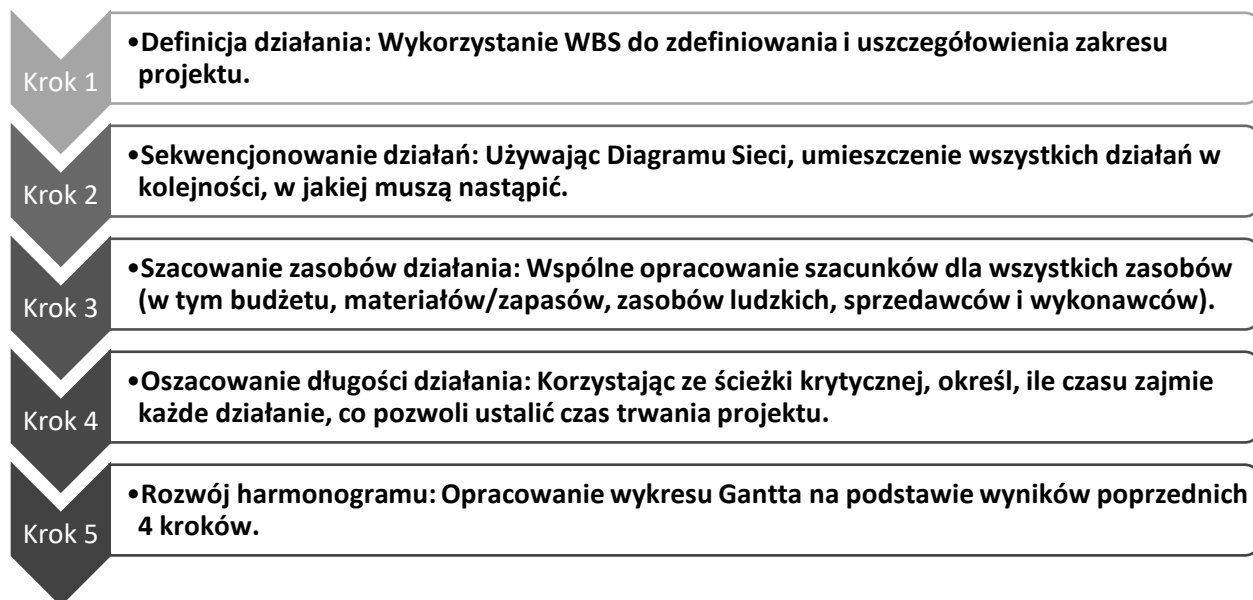 Krok 1
•Definicja działania: Wykorzystanie WBS do zdefiniowania i uszczegółowienia zakresu
projektu.
Krok 2
•Sekwencjonowanie działań: Używając Diagramu Sieci, umieszczenie wszystkich działań w
kolejności, w jakiej muszą nastąpić.
Krok 3
•Szacowanie zasobów działania: Wspólne opracowanie szacunków dla wszystkich zasobów
(w tym budżetu, materiałów/zapasów, zasobów ludzkich, sprzedawców i wykonawców).
Krok 4
•Oszacowanie długości działania: Korzystając ze ścieżki krytycznej, określ, ile czasu zajmie
każde działanie, co pozwoli ustalić czas trwania projektu.
Krok 5
•Rozwój harmonogramu: Opracowanie wykresu Gantta na podstawie wyników poprzednich
4 kroków.